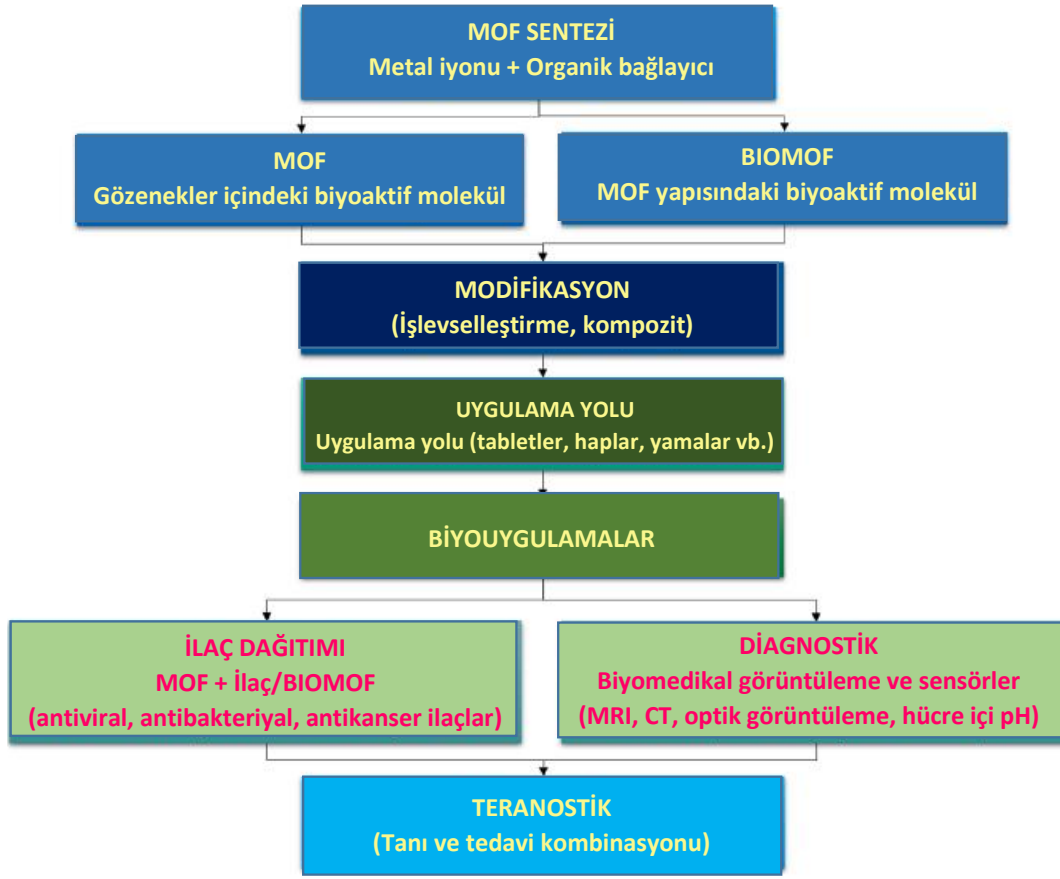 MOF SENTEZİ
Metal iyonu + Organik bağlayıcı
MOF
Gözenekler içindeki biyoaktif molekül
BIOMOF
MOF yapısındaki biyoaktif molekül
MODİFİKASYON
(İşlevselleştirme, kompozit)
UYGULAMA YOLU
Uygulama yolu (tabletler, haplar, yamalar vb.)
BİYOUYGULAMALAR
İLAÇ DAĞITIMI
MOF + İlaç/BIOMOF
(antiviral, antibakteriyal, antikanser ilaçlar)
DİAGNOSTİK
Biyomedikal görüntüleme ve sensörler
(MRI, CT, optik görüntüleme, hücre içi pH)
TERANOSTİK
(Tanı ve tedavi kombinasyonu)